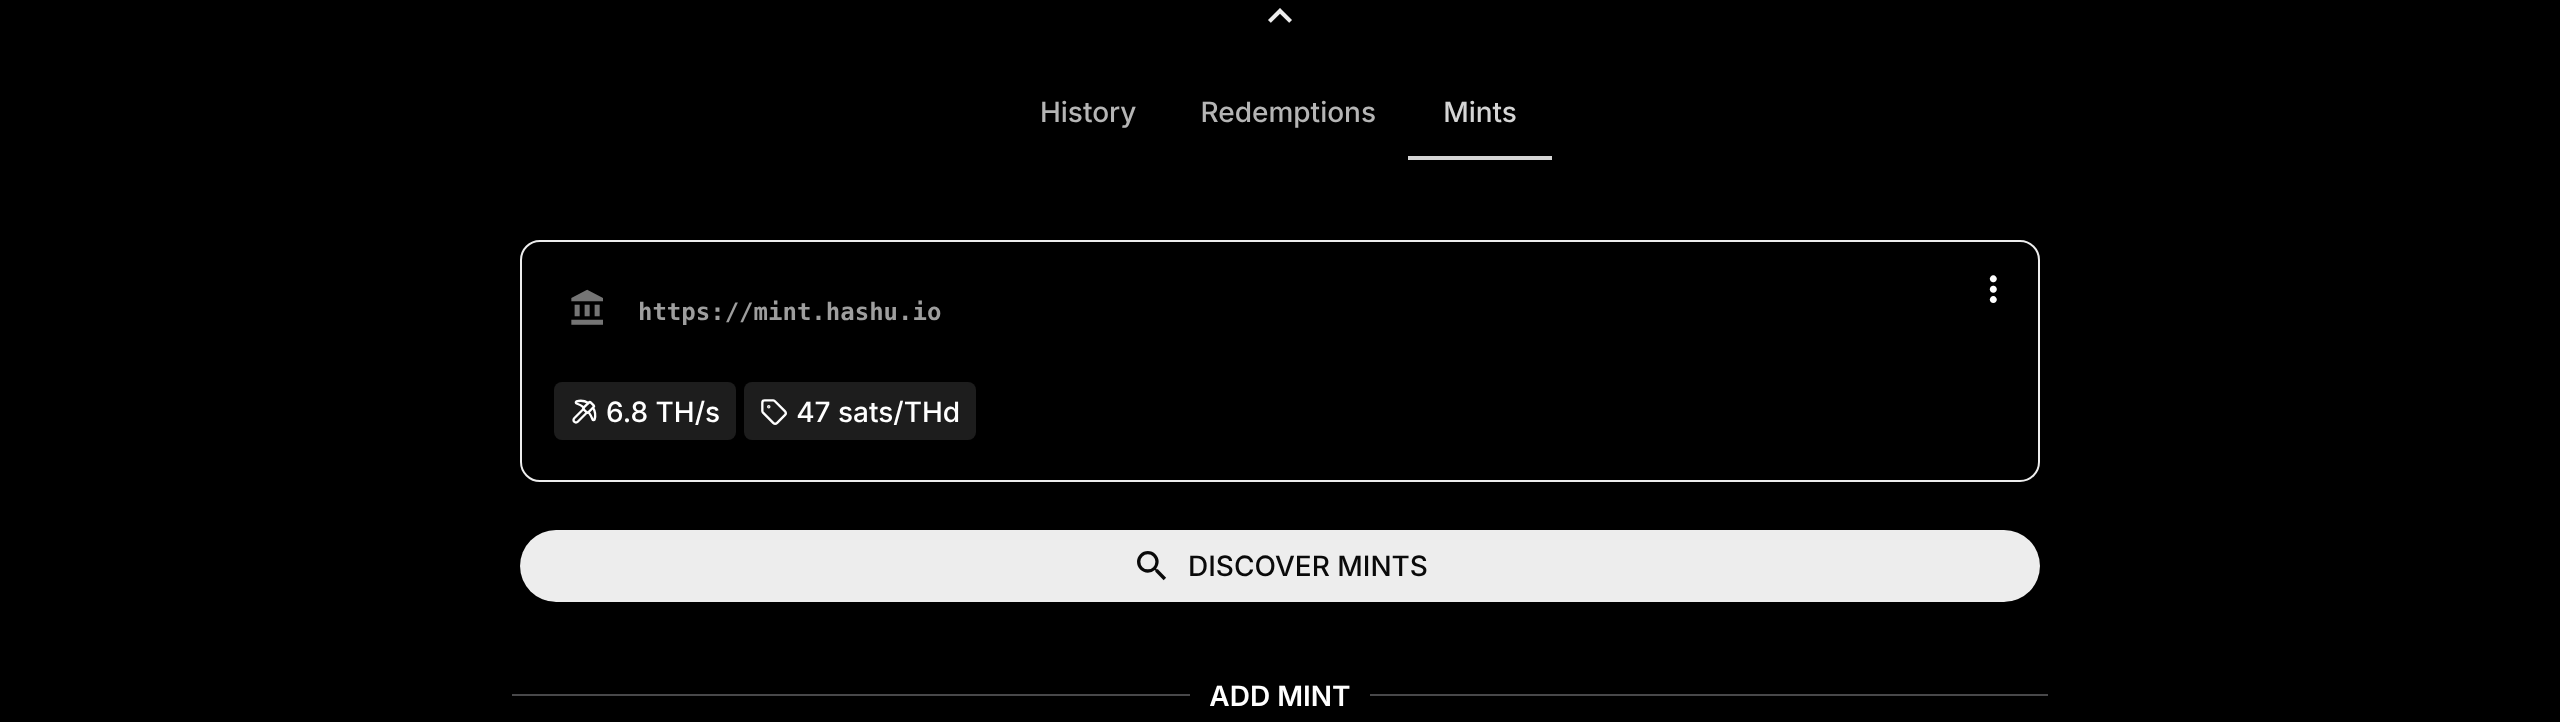 History Redemptions Mints
https://mint.hashu.io
6.8 TH/s 47 sats/THd
DISCOVER MINTS
ADD MINT